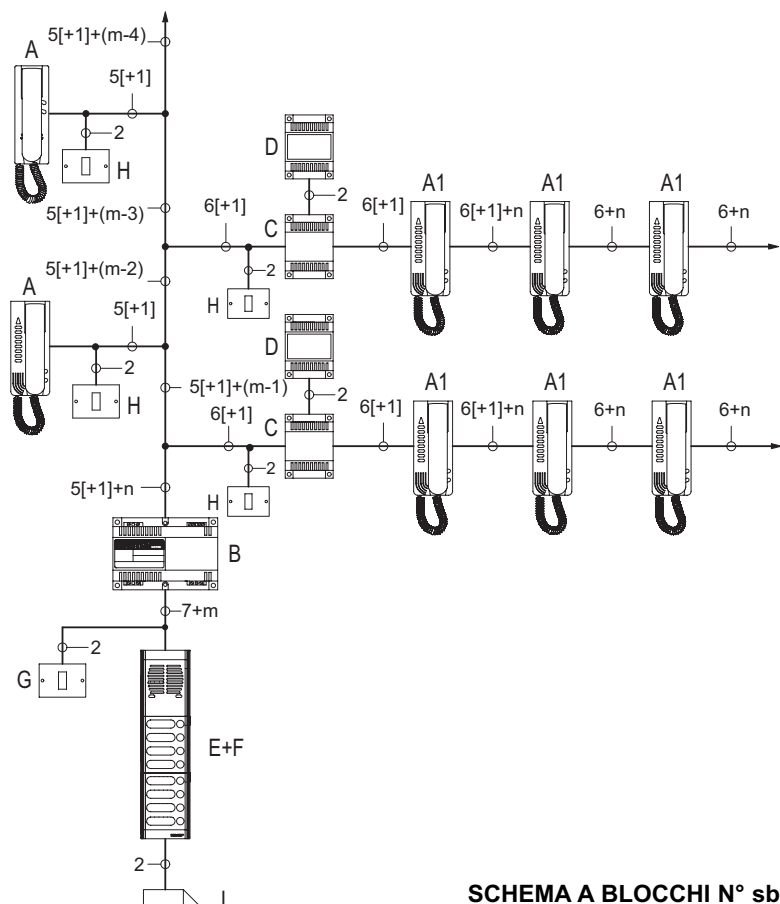 5[+1]+(m-4)
A
5[+1]
2
H
D
2
5[+1]+(m-3)
6[+1]
C
6[+1]
A1
6[+1]+n
A1
6+n
A1
6+n
2
H
5[+1]+(m-2)
5[+1]
A
2
H
D
5[+1]+(m-1)
2
6[+1]
C
6[+1]
A1
6[+1]+n
A1
6+n
A1
6+n
2
H
5[+1]+n
B
7+m
2
G
E+F
2
SCHEMA A BLOCCHI N° sb